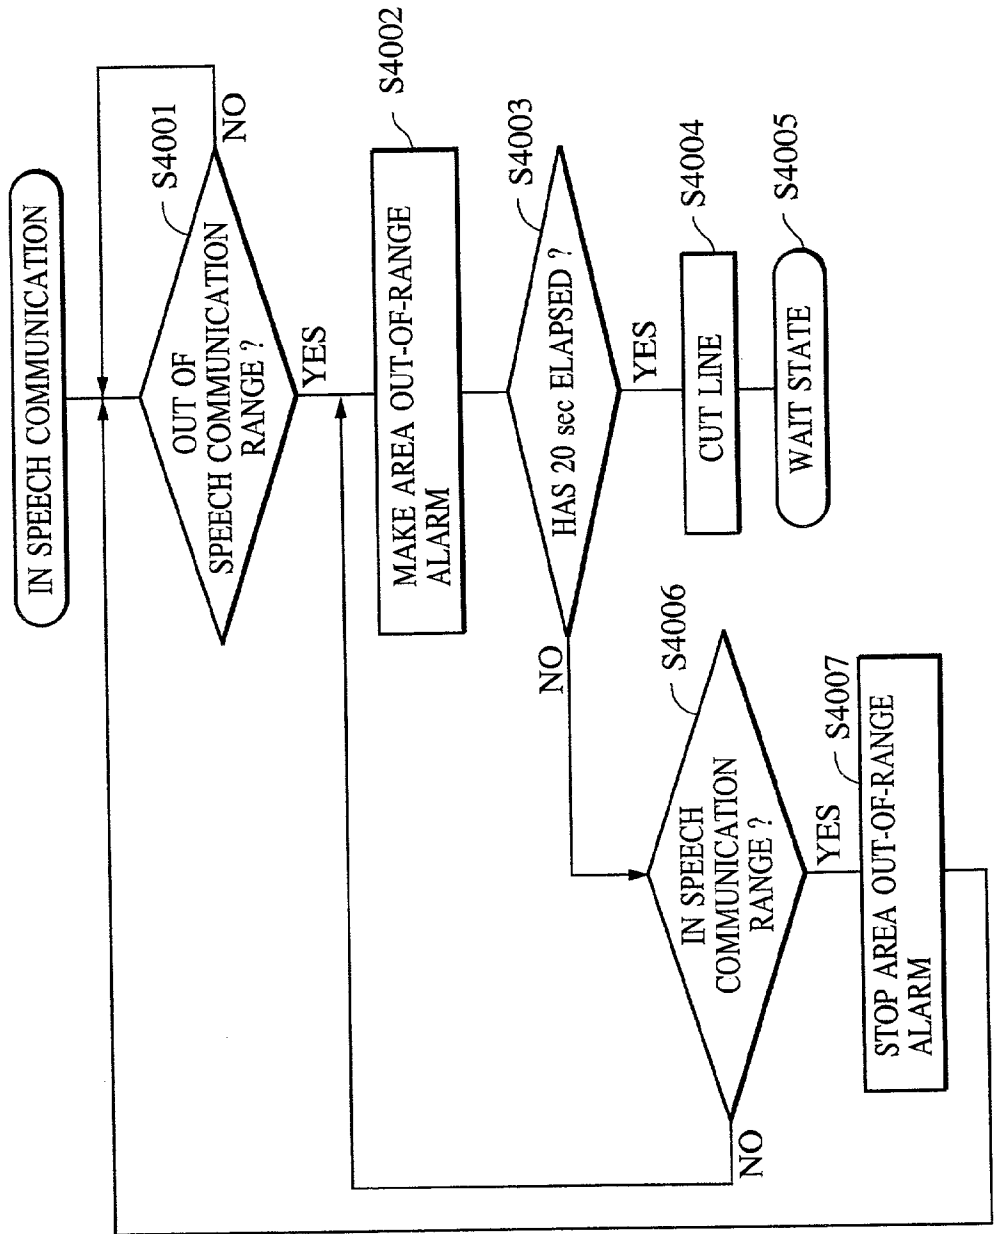 IN SPEECH COMMUNICATION
S4001
OUT OF
SPEECH COMMUNICATION
RANGE ?
NO
YES
S4002
MAKE AREA OUT-OF-RANGE
ALARM
S4003
HAS 20 sec ELAPSED ?
NO
YES
S4004
CUT LINE
S4005
WAIT STATE
S4006
IN SPEECH
COMMUNICATION
RANGE ?
NO
YES
S4007
STOP AREA OUT-OF-RANGE
ALARM